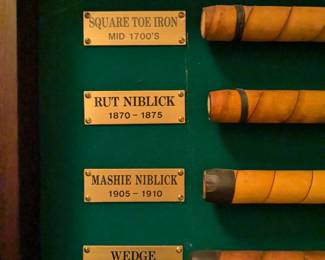 SQUARE TOE IRON
MID 1700'S
RUT NIBLICK
1870 - 1875
MASHIE NIBLICK
1905 - 1910
WEDGE